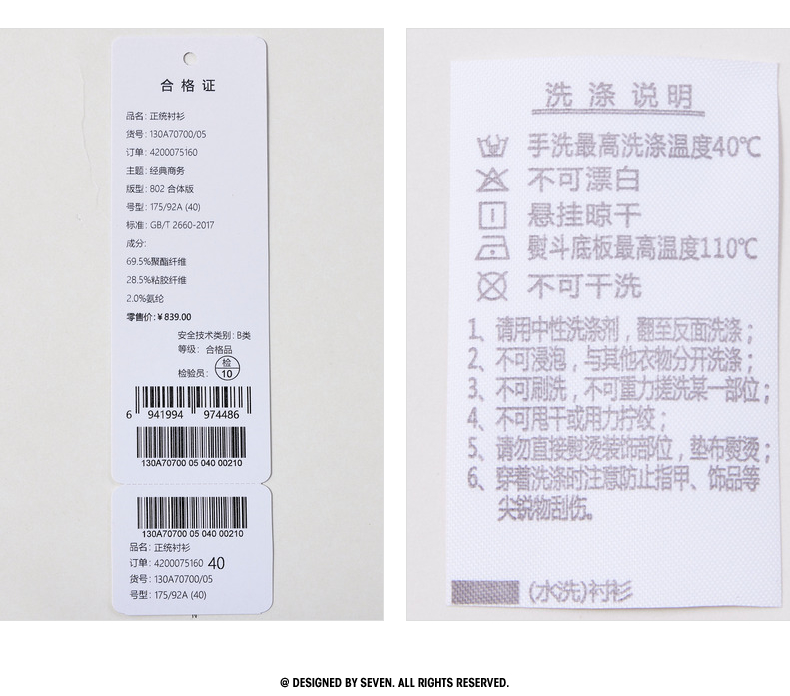 合格证
品名: 正统衬衫
货号: 130A70700/05
订单: 4200075160
主题: 经典商务
版型: 802 合体版
号型: 175/92A (40)
标准: GB/T 2660-2017
成分:
69.5%聚酯纤维
28.5%粘胶纤维
2.0%氨纶
零售价: ¥ 839.00
安全技术类别: B类
等级: 合格品
检验员: 检 10
6 941994 974486
130A70700 05 040 00210
130A70700 05 040 00210
品名: 正统衬衫
订单: 4200075160 40
货号: 130A70700/05
号型: 175/92A (40)
洗涤说明
手洗最高洗涤温度40℃
不可漂白
悬挂晾干
熨斗底板最高温度110℃
不可干洗
1、请用中性洗涤剂，翻至反面洗涤；
2、不可浸泡，与其他衣物分开洗涤；
3、不可刷洗，不可重力搓洗某一部位；
4、不可甩干或用力拧绞；
5、请勿直接熨烫装饰部位，垫布熨烫；
6、穿着洗涤时注意防止指甲、饰品等
尖锐物刮伤。
(水洗)衬衫
@ DESIGNED BY SEVEN. ALL RIGHTS RESERVED.